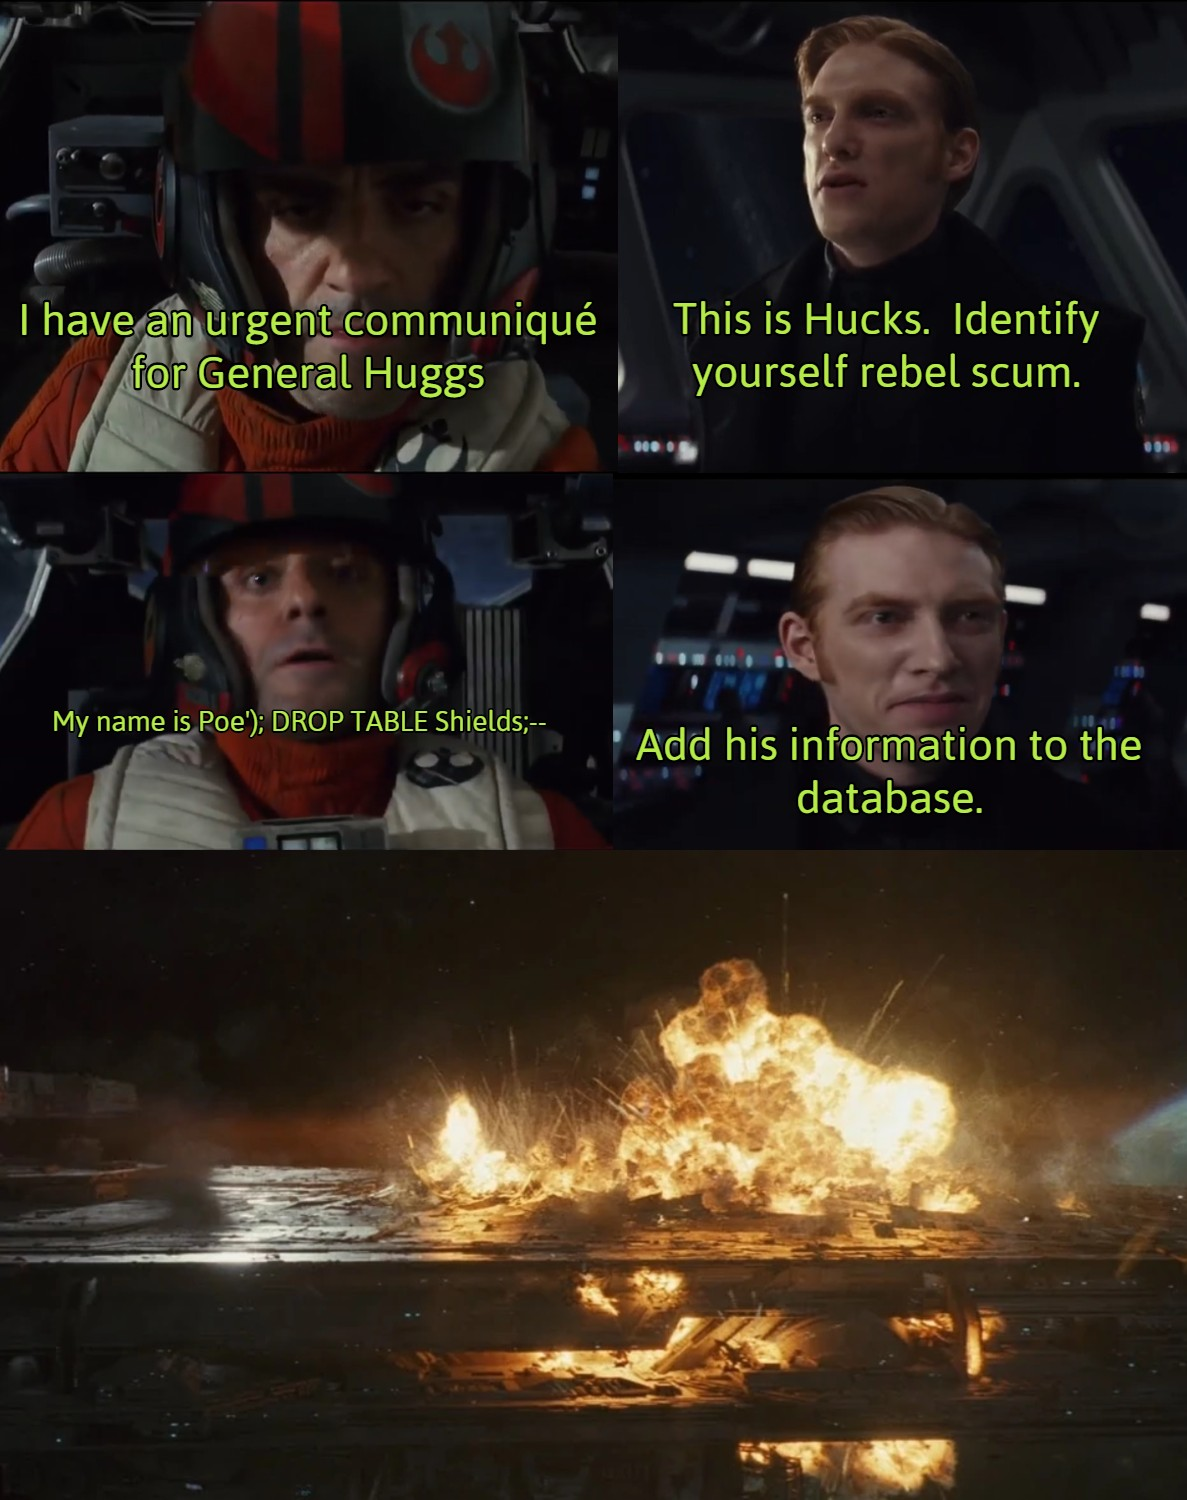 I have an urgent communiqué
for General Huggs
This is Hucks.  Identify
yourself rebel scum.
My name is Poe'); DROP TABLE Shields;--
Add his information to the
database.